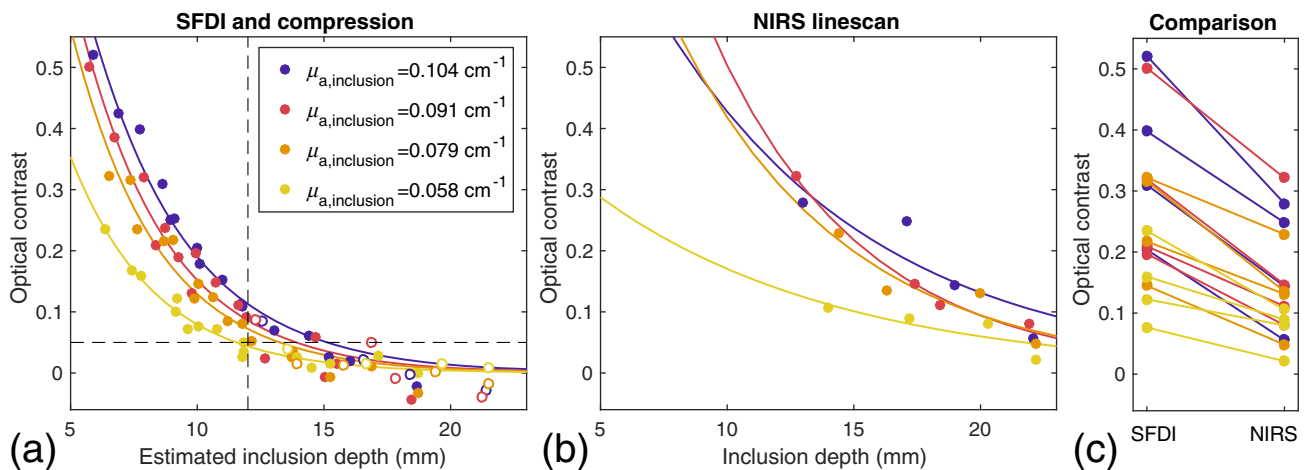 SFDI and compression
Optical contrast
0.5
0.4
0.3
0.2
0.1
0
μa,inclusion=0.104 cm-1
μa,inclusion=0.091 cm-1
μa,inclusion=0.079 cm-1
μa,inclusion=0.058 cm-1
5 10 15 20
Estimated inclusion depth (mm)
(a)
NIRS linescan
Optical contrast
0.5
0.4
0.3
0.2
0.1
0
5 10 15 20
Inclusion depth (mm)
(b)
Comparison
Optical contrast
0.5
0.4
0.3
0.2
0.1
0
SFDI NIRS
(c)